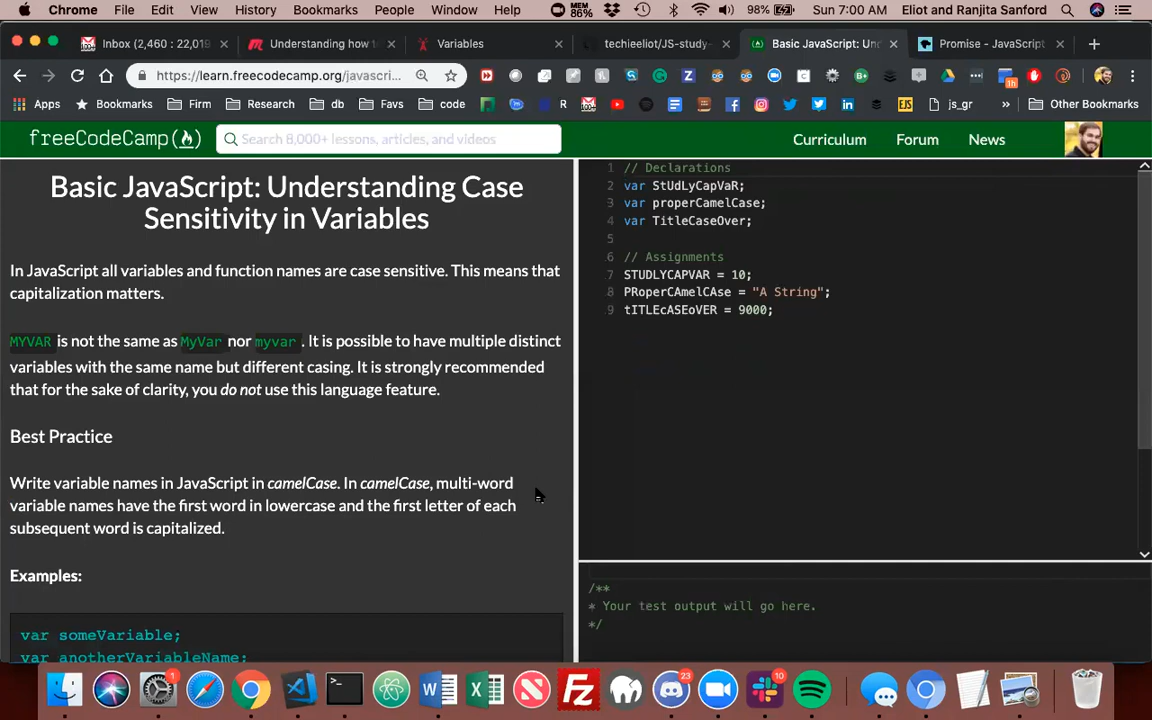 Chrome File Edit View History Bookmarks People Window Help MEM 86% 98% Sun 7:00 AM Eliot and Ranjita Sanford
Inbox (2,460 : 22,019 Understanding how Variables techieeliot/JS-study- Basic JavaScript: Un Promise - JavaScript
https://learn.freecodecamp.org/javascri...
Apps Bookmarks Firm Research db Favs code R EJS js_gr » Other Bookmarks
freeCodeCamp Search 8,000+ lessons, articles, and videos Curriculum Forum News
Basic JavaScript: Understanding Case
Sensitivity in Variables
In JavaScript all variables and function names are case sensitive. This means that
capitalization matters.
MYVAR is not the same as MyVar nor myvar . It is possible to have multiple distinct
variables with the same name but different casing. It is strongly recommended
that for the sake of clarity, you do not use this language feature.
Best Practice
Write variable names in JavaScript in camelCase. In camelCase, multi-word
variable names have the first word in lowercase and the first letter of each
subsequent word is capitalized.
Examples:
var someVariable;
var anotherVariableName;
1 // Declarations
2 var StUdLyCapVaR;
3 var properCamelCase;
4 var TitleCaseOver;
5
6 // Assignments
7 STUDLYCAPVAR = 10;
8 PRoperCAmelCAse = "A String";
9 tITLEcASEoVER = 9000;
/**
* Your test output will go here.
*/
1 23 10